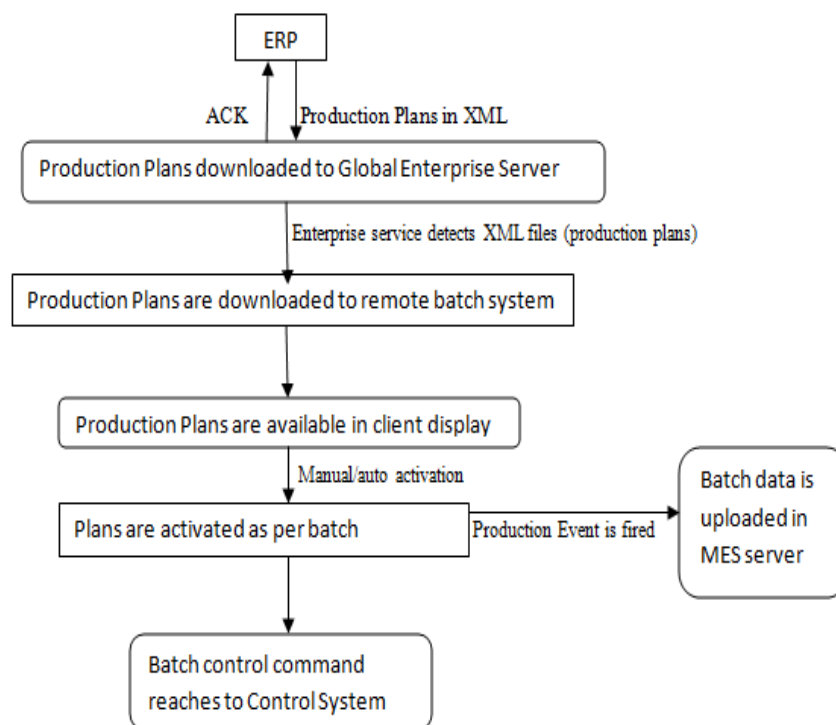 ERP
ACK
Production Plans in XML
Production Plans downloaded to Global Enterprise Server
Enterprise service detects XML files (production plans)
Production Plans are downloaded to remote batch system
Production Plans are available in client display
Manual/auto activation
Plans are activated as per batch
Production Event is fired
Batch data is
uploaded in
MES server
Batch control command
reaches to Control System